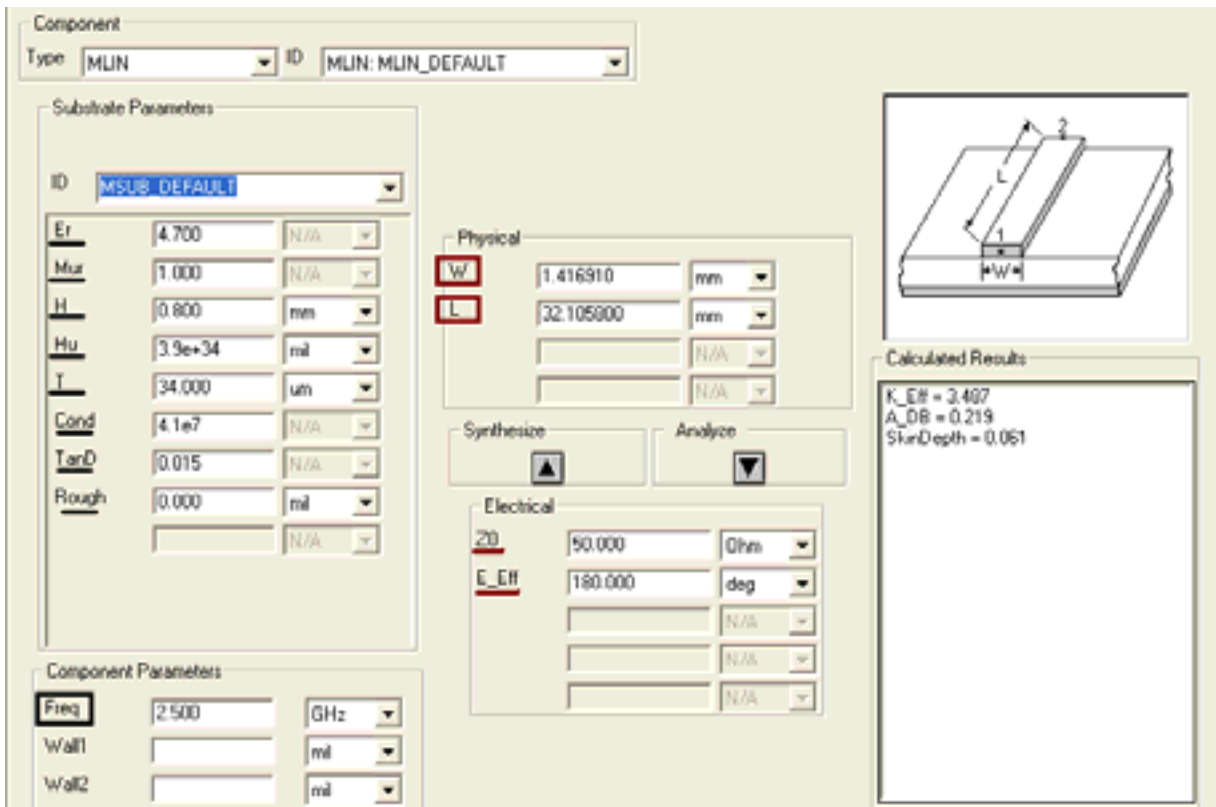 Component
Type MLIN ID MLIN: MLIN_DEFAULT
Substrate Parameters
ID MSUB_DEFAULT
Er 4.700 N/A
Mur 1.000 N/A
H 0.800 mm
Hu 3.9e+34 mil
T 34.000 um
Cond 4.1e7 N/A
TanD 0.015 N/A
Rough 0.000 mil
N/A
Component Parameters
Freq 2.500 GHz
Wall1 mil
Wall2 mil
Physical
W 1.416910 mm
L 32.105800 mm
N/A
N/A
Synthesize Analyze
Electrical
Z0 50.000 Ohm
E_Eff 180.000 deg
N/A
N/A
N/A
2
L
1
W
Calculated Results
K_Eff = 3.487
A_DB = 0.219
SkinDepth = 0.061